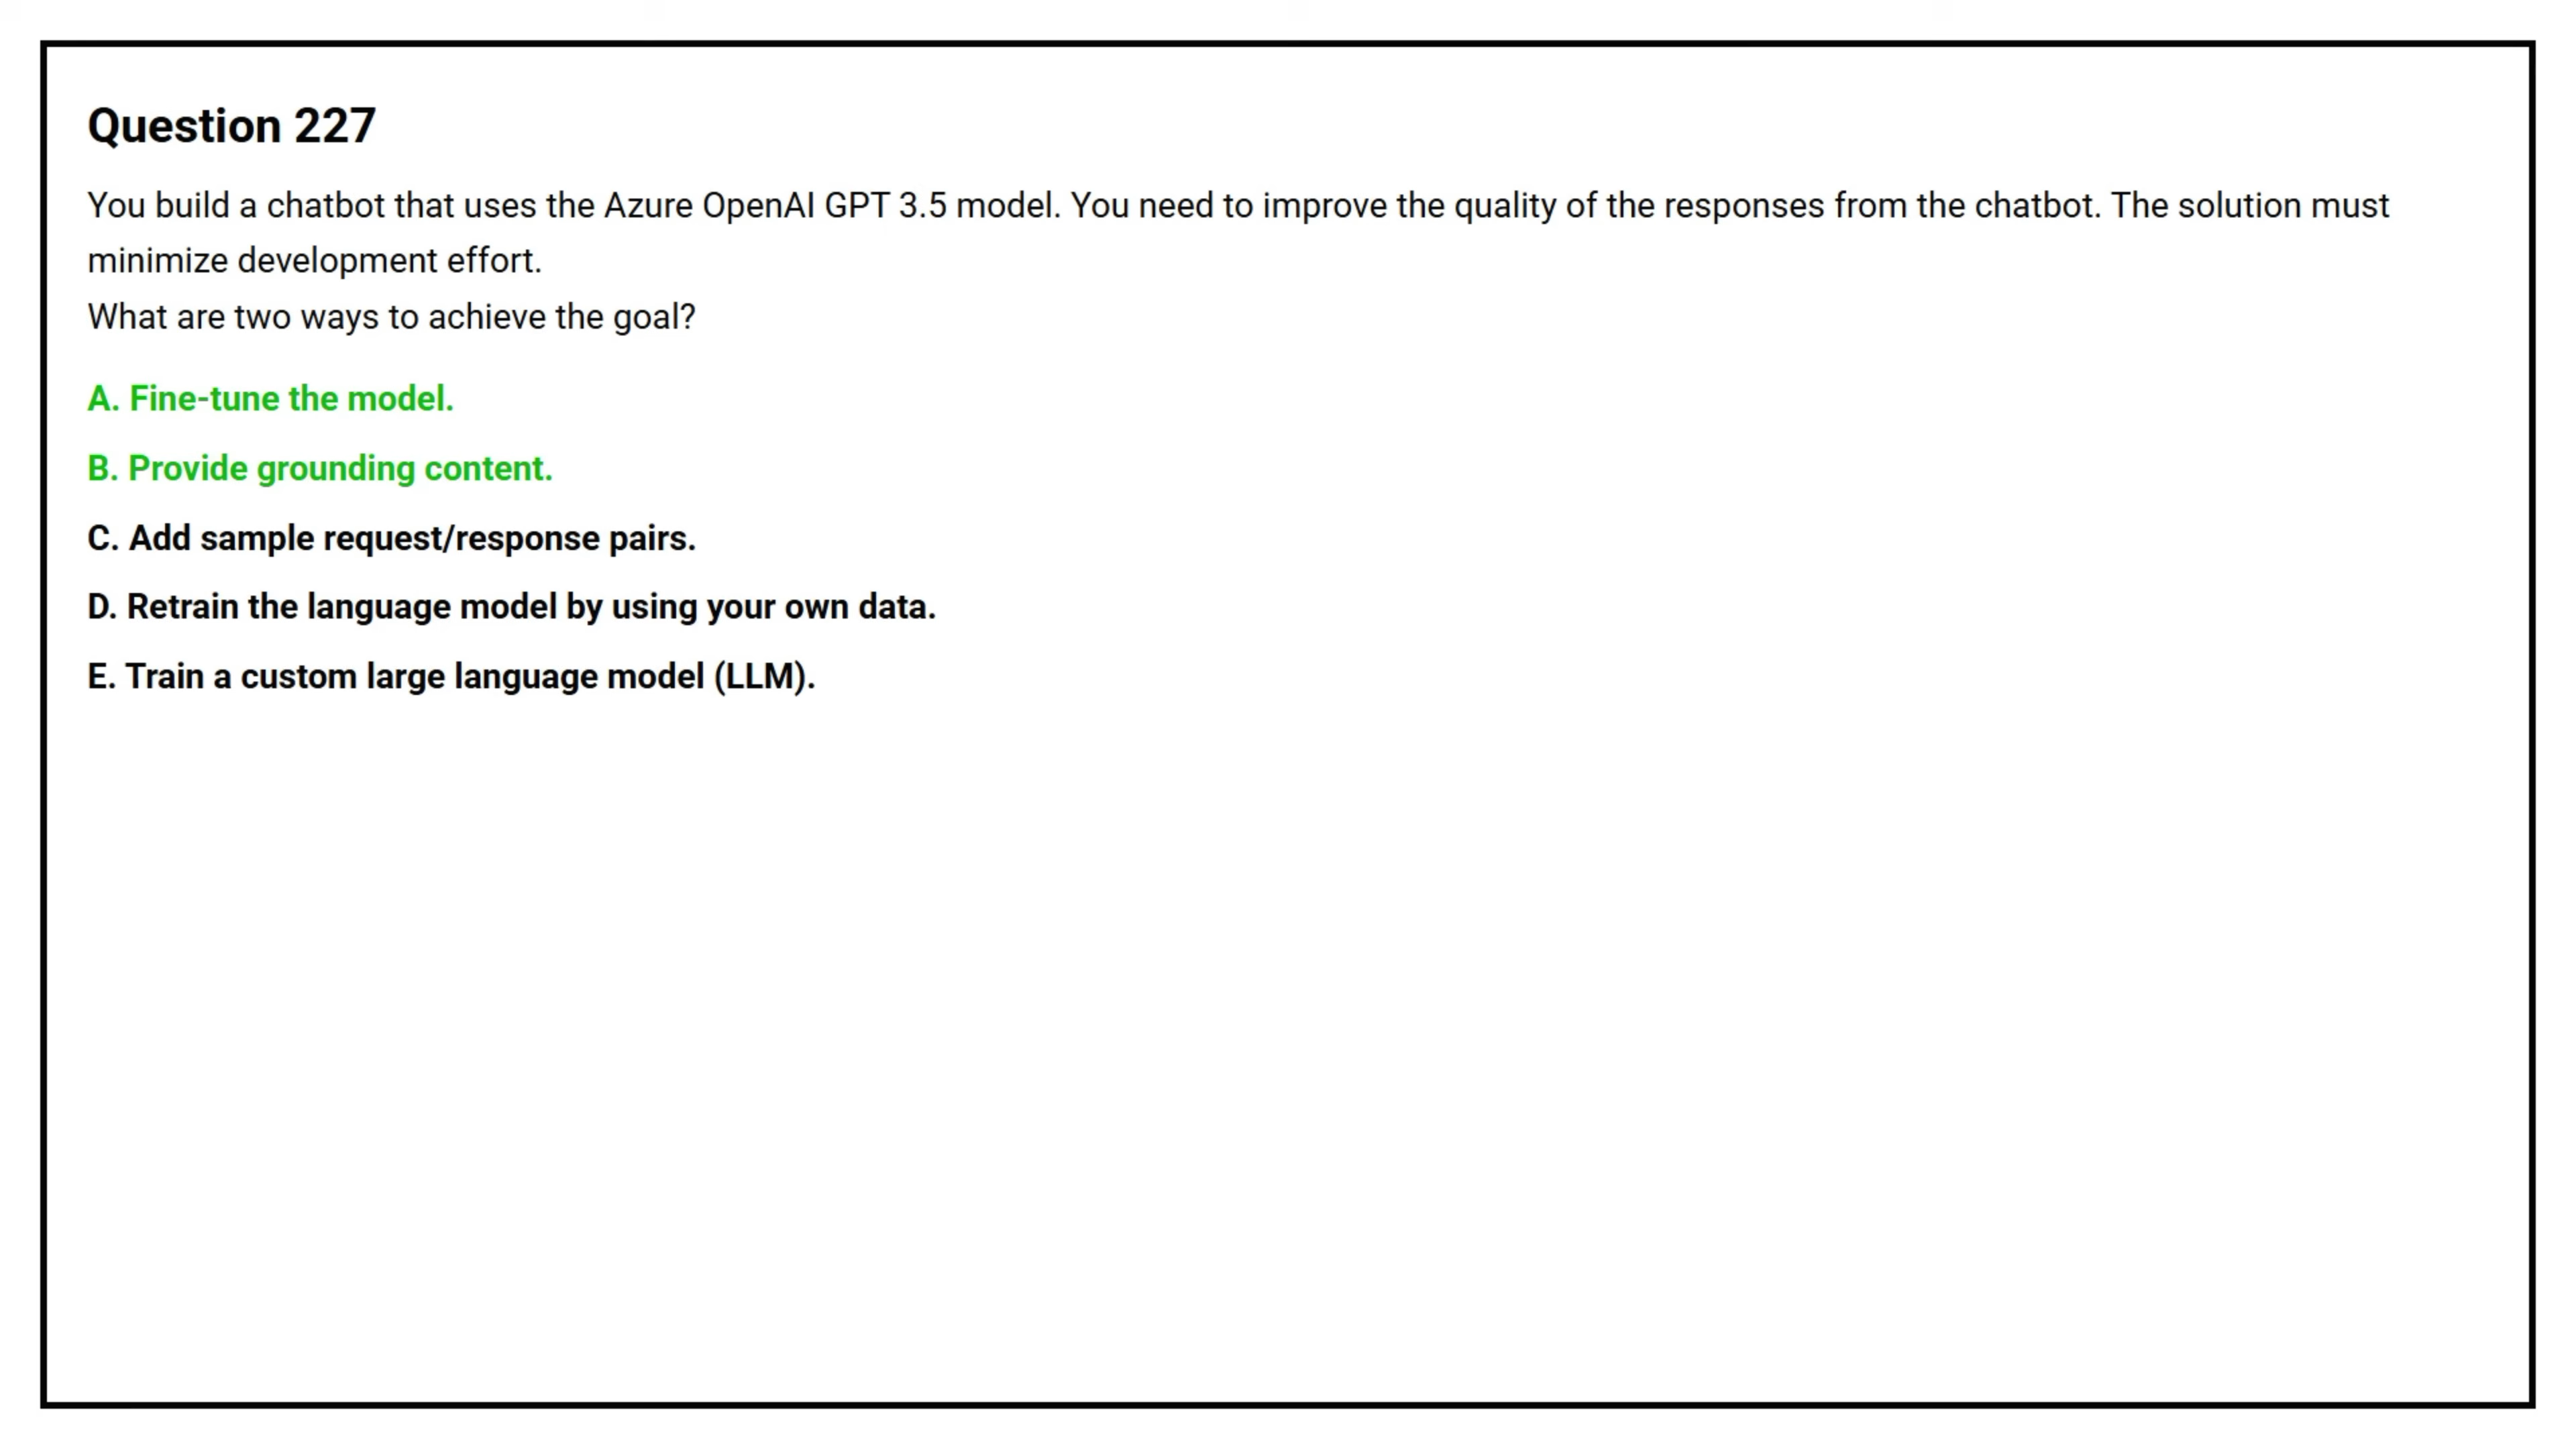 Question 227
You build a chatbot that uses the Azure OpenAI GPT 3.5 model. You need to improve the quality of the responses from the chatbot. The solution must
minimize development effort.
What are two ways to achieve the goal?
A. Fine-tune the model.
B. Provide grounding content.
C. Add sample request/response pairs.
D. Retrain the language model by using your own data.
E. Train a custom large language model (LLM).